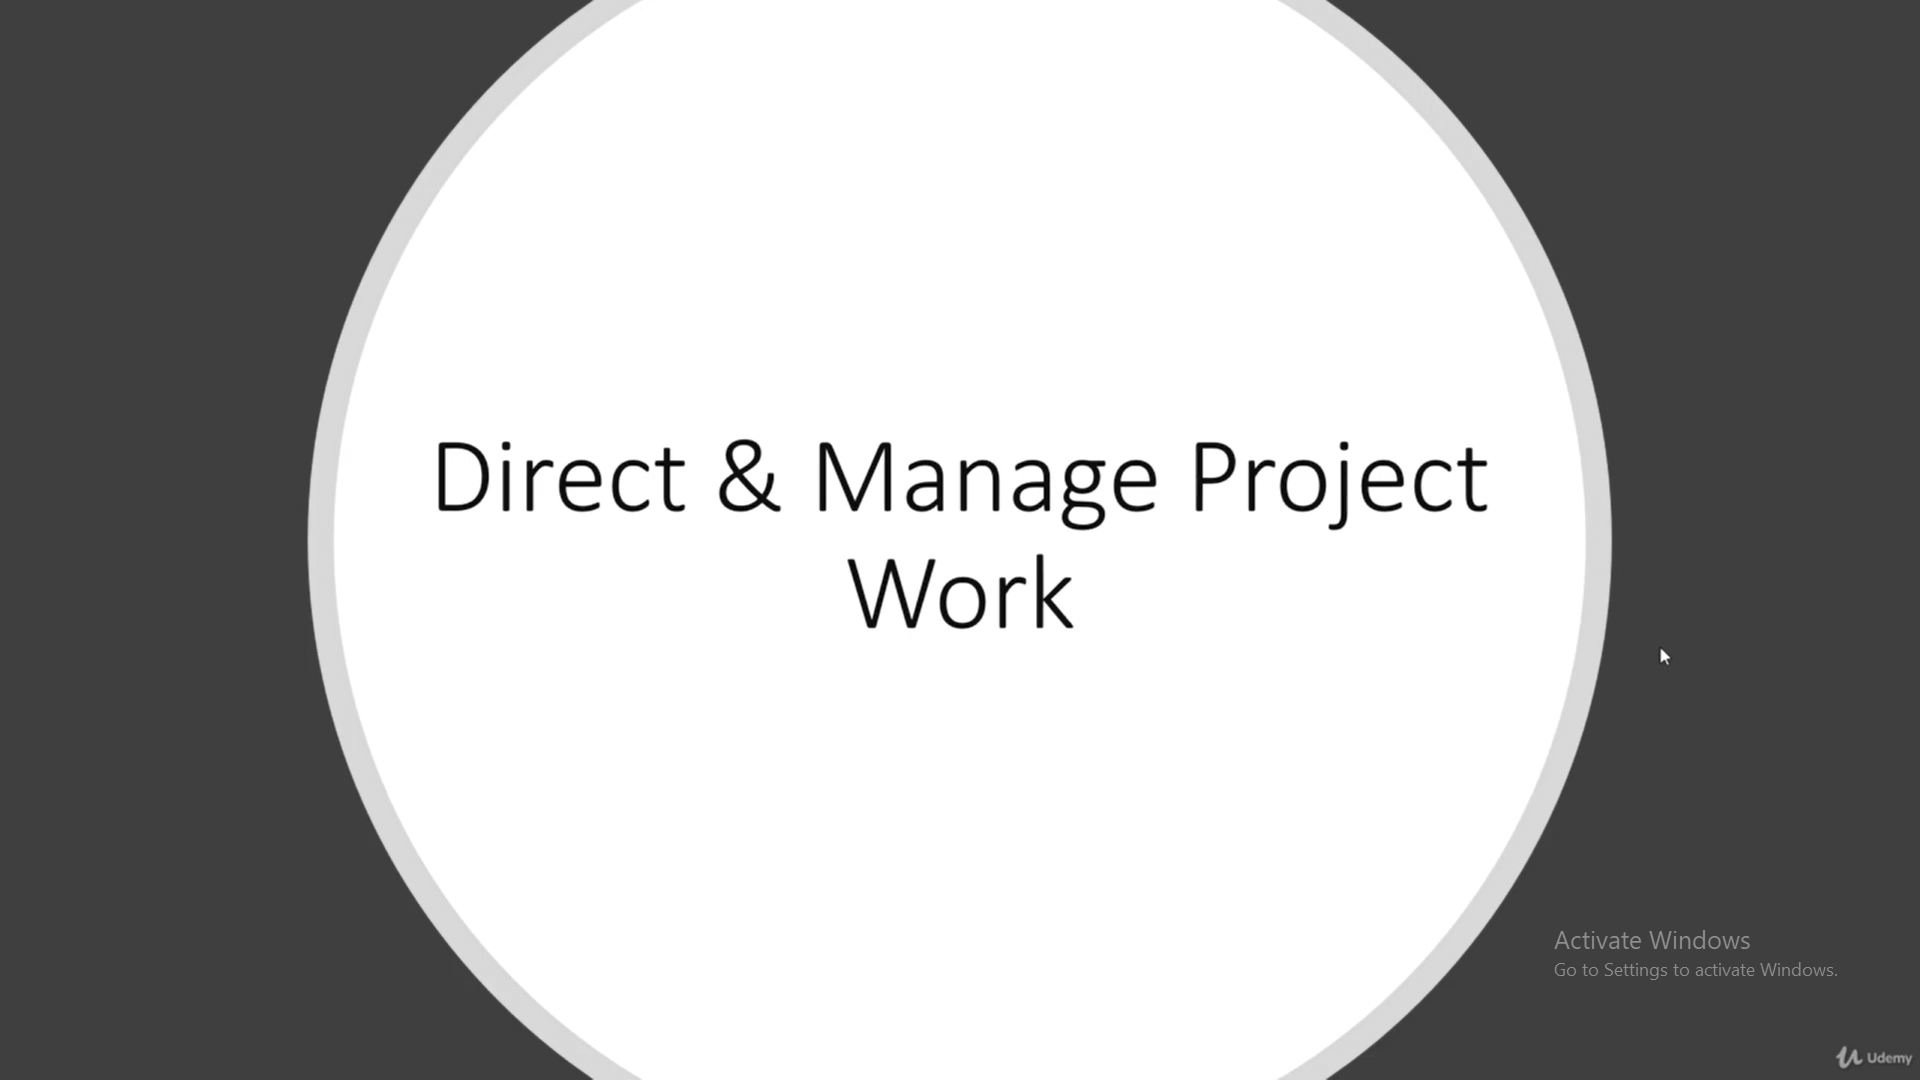 Direct & Manage Project
Work
Activate Windows
Go to Settings to activate Windows.
Udemy